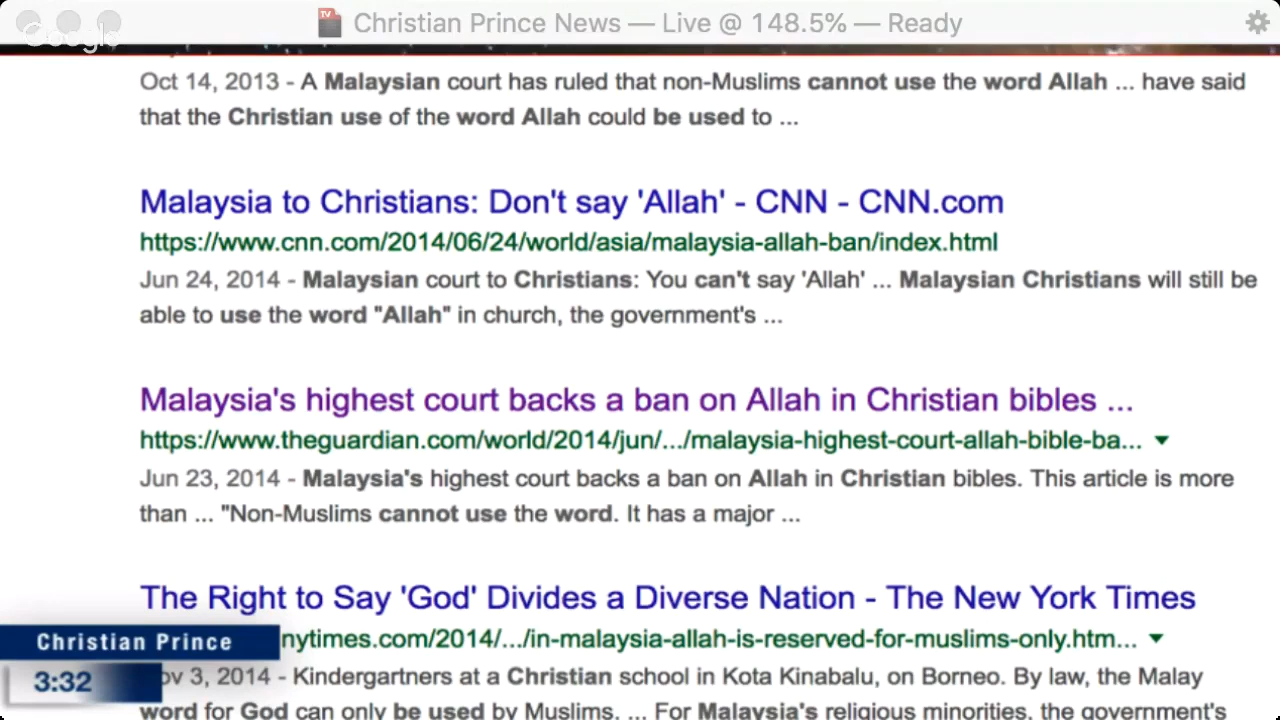 Google
TV
Christian Prince News — Live @ 148.5% — Ready
Oct 14, 2013 - A Malaysian court has ruled that non-Muslims cannot use the word Allah ... have said
that the Christian use of the word Allah could be used to ...
Malaysia to Christians: Don't say 'Allah' - CNN - CNN.com
https://www.cnn.com/2014/06/24/world/asia/malaysia-allah-ban/index.html
Jun 24, 2014 - Malaysian court to Christians: You can't say 'Allah' ... Malaysian Christians will still be
able to use the word "Allah" in church, the government's ...
Malaysia's highest court backs a ban on Allah in Christian bibles ...
https://www.theguardian.com/world/2014/jun/.../malaysia-highest-court-allah-bible-ba...
Jun 23, 2014 - Malaysia's highest court backs a ban on Allah in Christian bibles. This article is more
than ... "Non-Muslims cannot use the word. It has a major ...
The Right to Say 'God' Divides a Diverse Nation - The New York Times
nytimes.com/2014/.../in-malaysia-allah-is-reserved-for-muslims-only.htm...
Christian Prince
ov 3, 2014 - Kindergartners at a Christian school in Kota Kinabalu, on Borneo. By law, the Malay
3:32
word for God can only be used by Muslims. ... For Malaysia's religious minorities, the government's